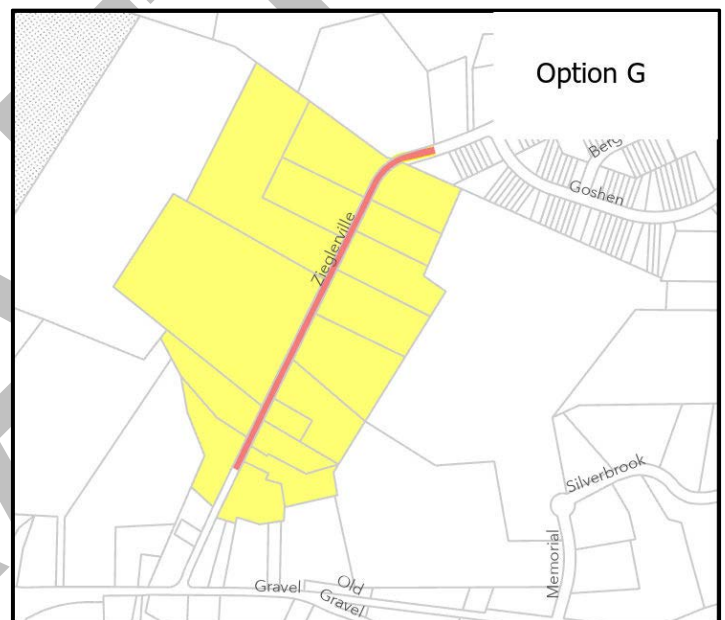 Option G
Berg
Goshen
Zieglerville
Silverbrook
Memorial
Gravel
Old
Gravel